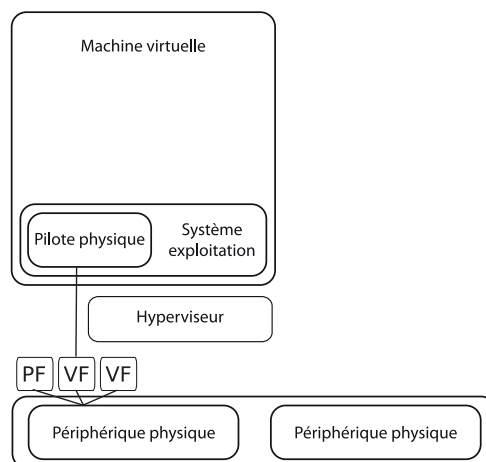 Machine virtuelle
Pilote physique
Système
exploitation
Hyperviseur
PF VF VF
Périphérique physique Périphérique physique